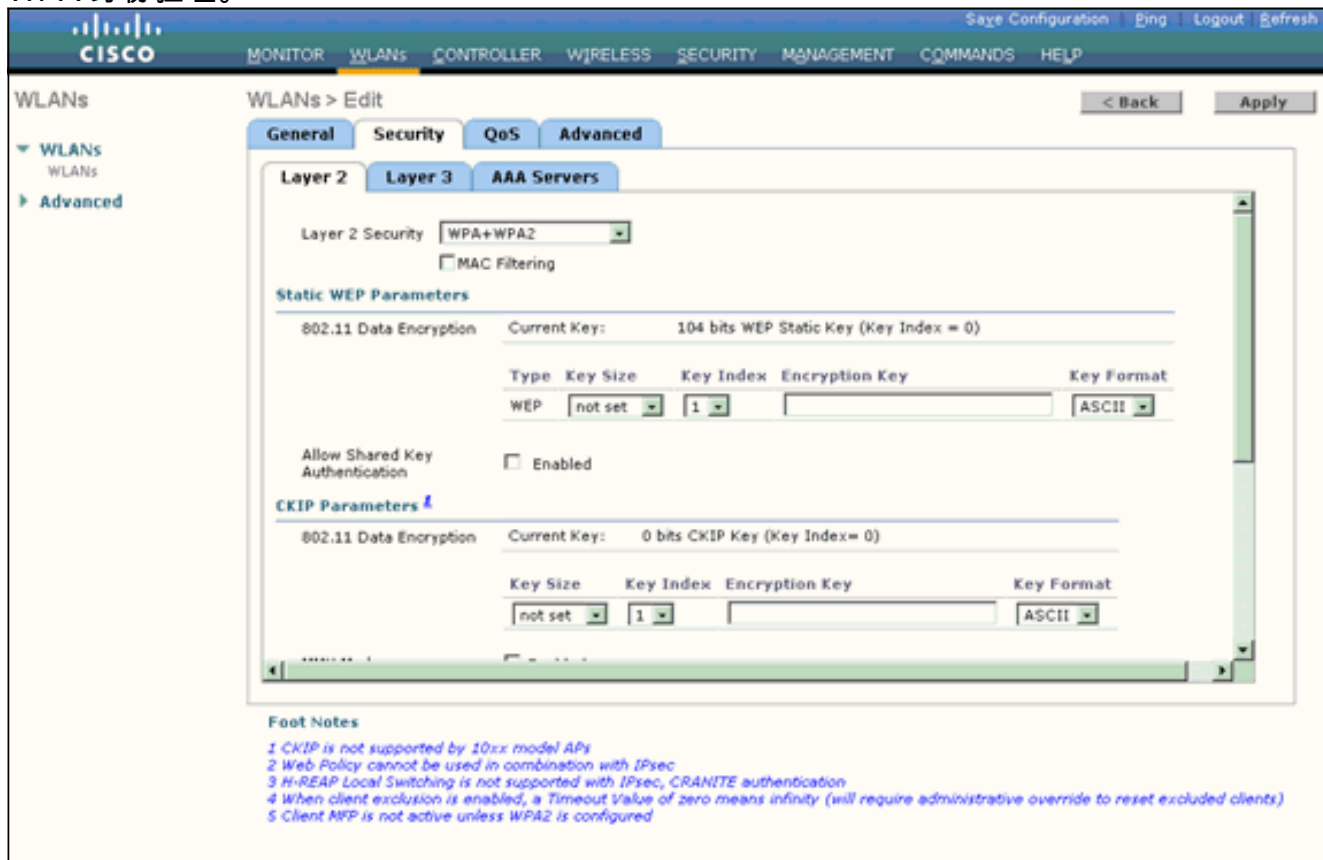 Save Configuration | Ping | Logout | Refresh
CISCO
MONITOR WLANs CONTROLLER WIRELESS SECURITY MANAGEMENT COMMANDS HELP
WLANs
WLANs > Edit
< Back
Apply
WLANs
WLANs
Advanced
General Security QoS Advanced
Layer 2 Layer 3 AAA Servers
Layer 2 Security WPA+WPA2
MAC Filtering
Static WEP Parameters
802.11 Data Encryption Current Key: 104 bits WEP Static Key (Key Index = 0)
Type Key Size Key Index Encryption Key Key Format
WEP not set 1 ASCII
Allow Shared Key Authentication Enabled
CKIP Parameters 1
802.11 Data Encryption Current Key: 0 bits CKIP Key (Key Index= 0)
Key Size Key Index Encryption Key Key Format
not set 1 ASCII
Foot Notes
1 CKIP is not supported by 10xx model APs
2 Web Policy cannot be used in combination with IPsec
3 H-REAP Local Switching is not supported with IPsec, CRANITE authentication
4 When client exclusion is enabled, a Timeout Value of zero means infinity (will require administrative override to reset excluded clients)
5 Client MFP is not active unless WPA2 is configured